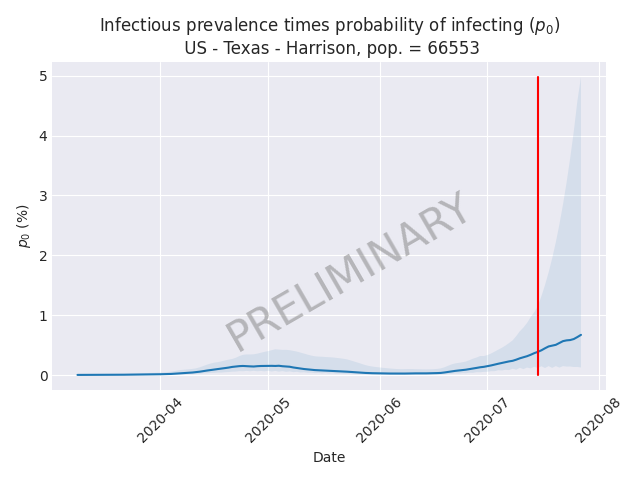 Infectious prevalence times probability of infecting (p₀)
US - Texas - Harrison, pop. = 66553
p₀ (%)
5
4
3
2
1
0
PRELIMINARY
2020-04
2020-05
2020-06
2020-07
2020-08
Date